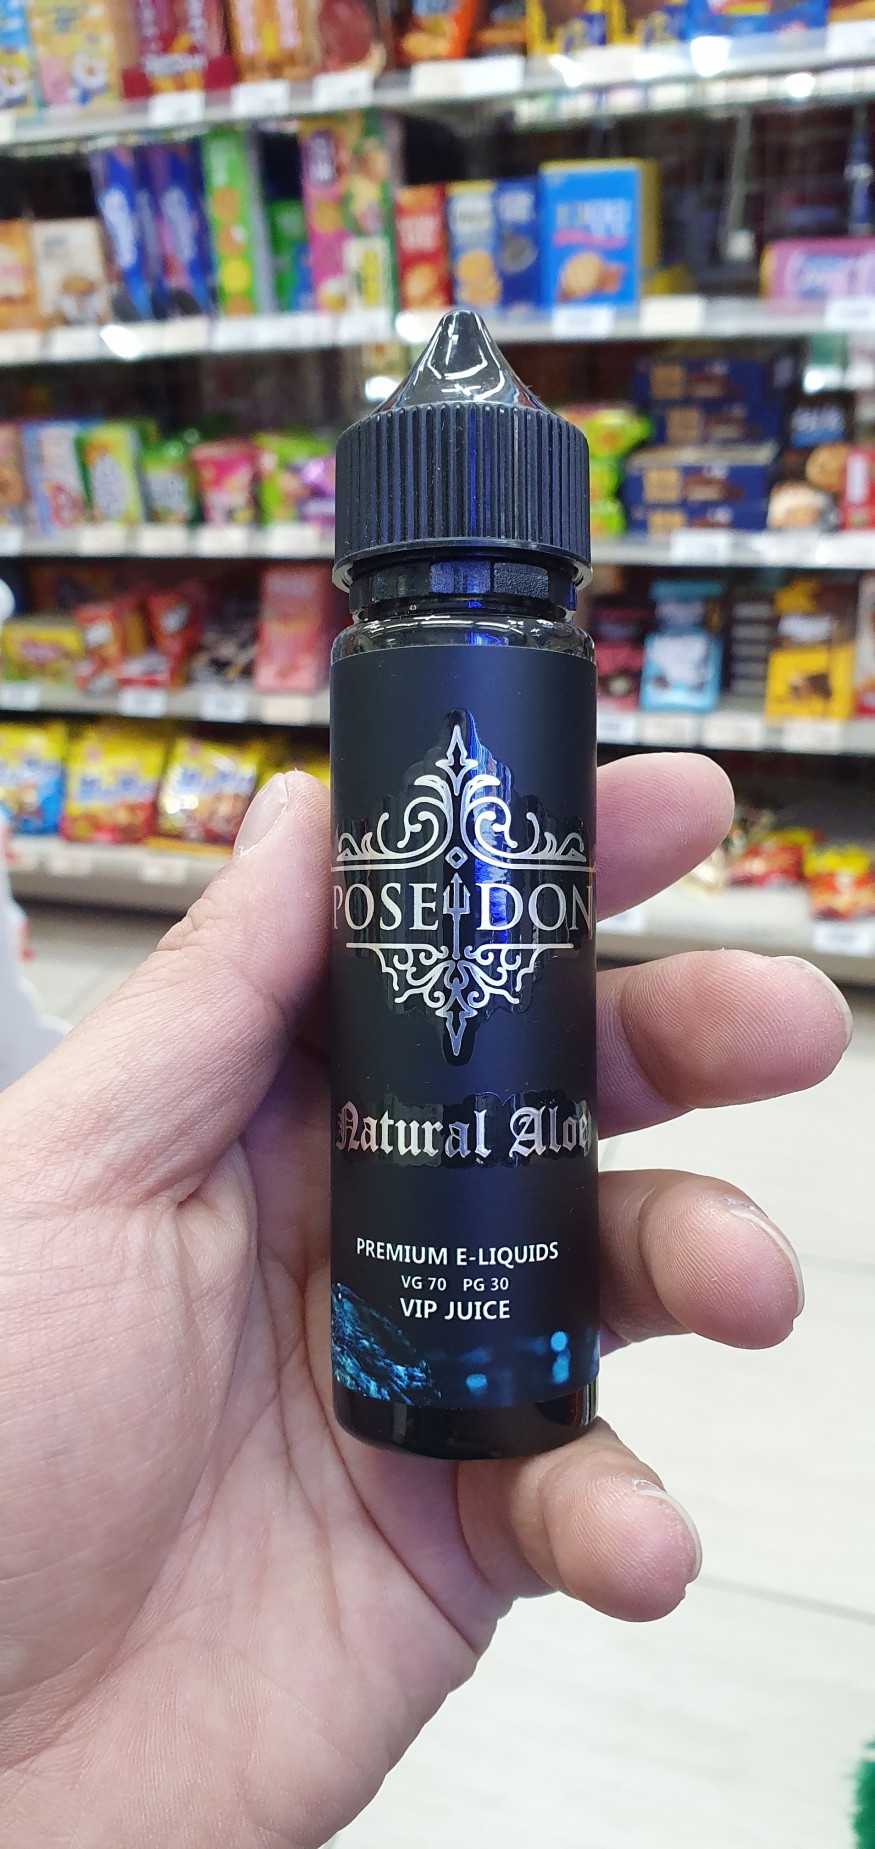 POSEIDON
Natural Aloe
PREMIUM E-LIQUIDS
VG 70 PG 30
VIP JUICE